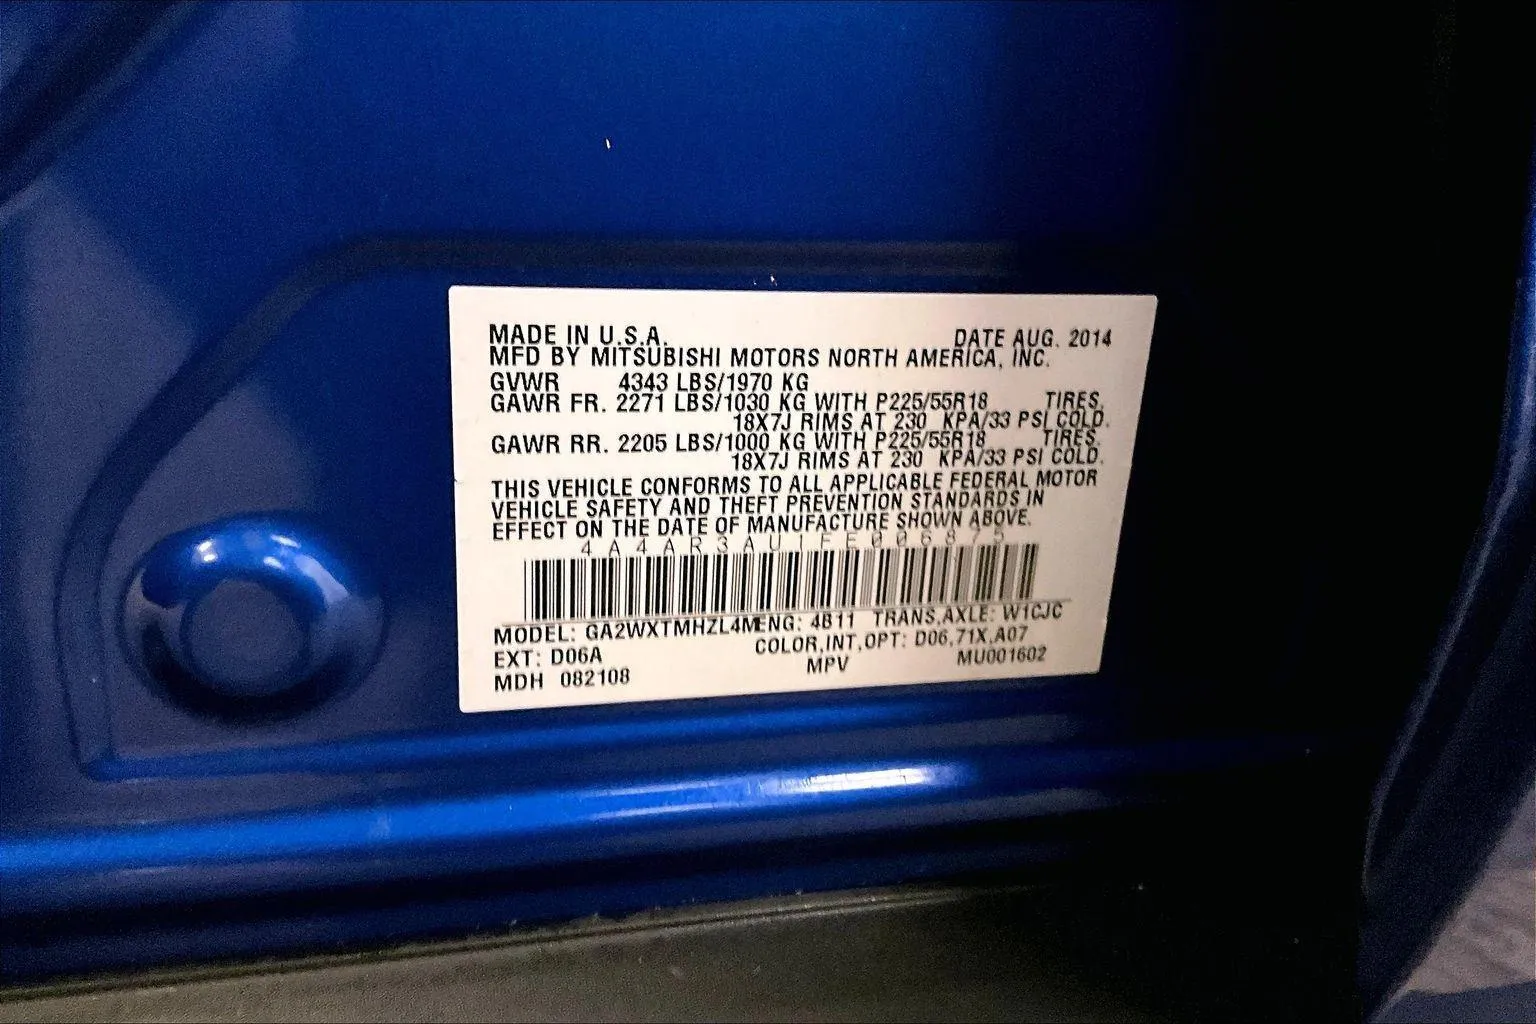 MADE IN U.S.A. DATE AUG. 2014
MFD BY MITSUBISHI MOTORS NORTH AMERICA, INC.
GVWR 4343 LBS/1970 KG
GAWR FR. 2271 LBS/1030 KG WITH P225/55R18 TIRES,
18X7J RIMS AT 230 KPA/33 PSI COLD.
GAWR RR. 2205 LBS/1000 KG WITH P225/55R18 TIRES.
18X7J RIMS AT 230 KPA/33 PSI COLD.
THIS VEHICLE CONFORMS TO ALL APPLICABLE FEDERAL MOTOR
VEHICLE SAFETY AND THEFT PREVENTION STANDARDS IN
EFFECT ON THE DATE OF MANUFACTURE SHOWN ABOVE.
4A4AR3AU1FE006875
MODEL: GA2WXTMHZL4M ENG: 4B11 TRANS,AXLE: W1CJC
EXT: D06A COLOR,INT,OPT: D06,71X,A07
MDH 082108 MPV MU001602